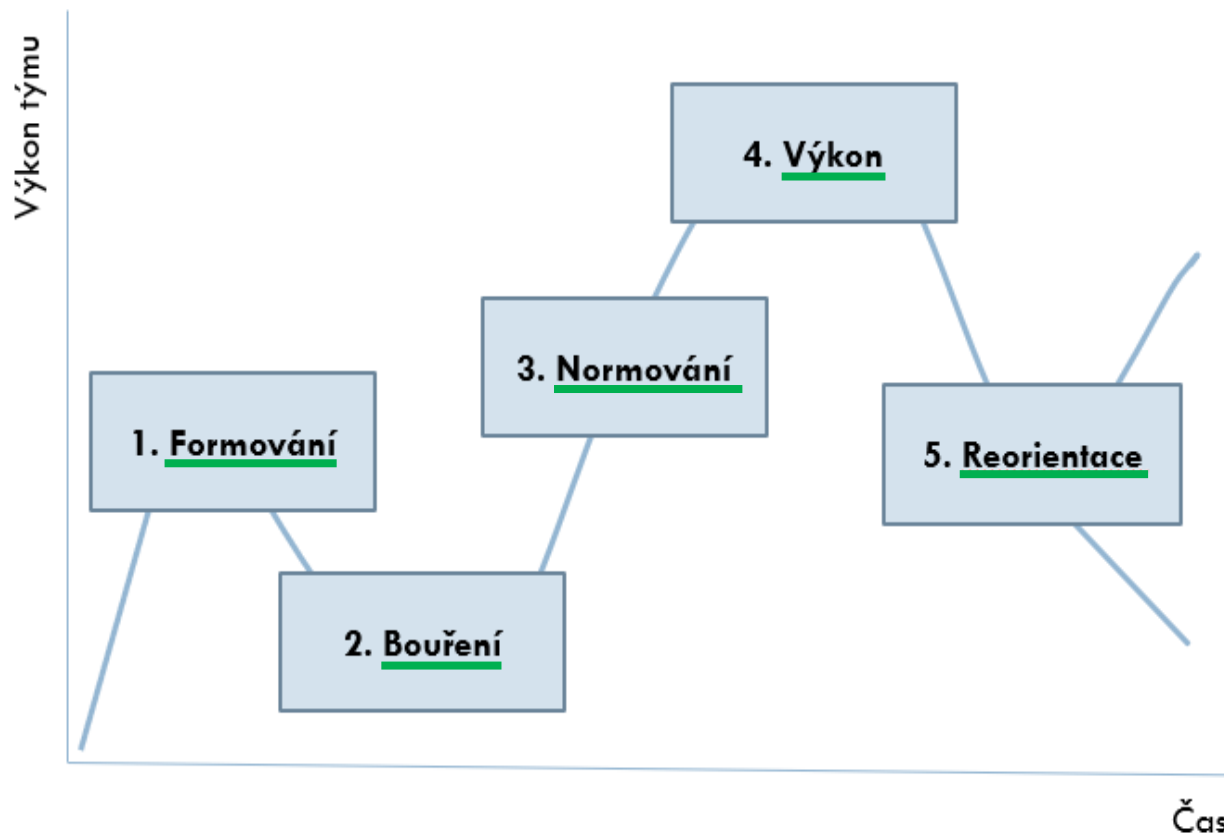 Výkon týmu
4. Výkon
3. Normování
1. Formování
5. Reorientace
2. Bouření
Čas